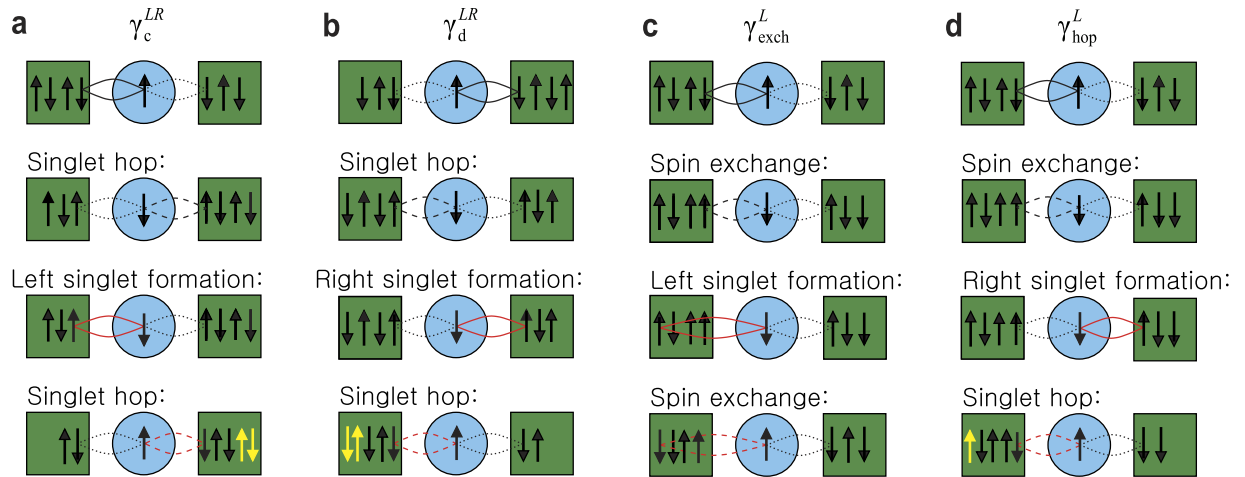 a γ_c^{LR} b γ_d^{LR} c γ_exch^{L} d γ_hop^{L}
Singlet hop: Singlet hop: Spin exchange: Spin exchange:
Left singlet formation: Right singlet formation: Left singlet formation: Right singlet formation:
Singlet hop: Singlet hop: Spin exchange: Singlet hop: